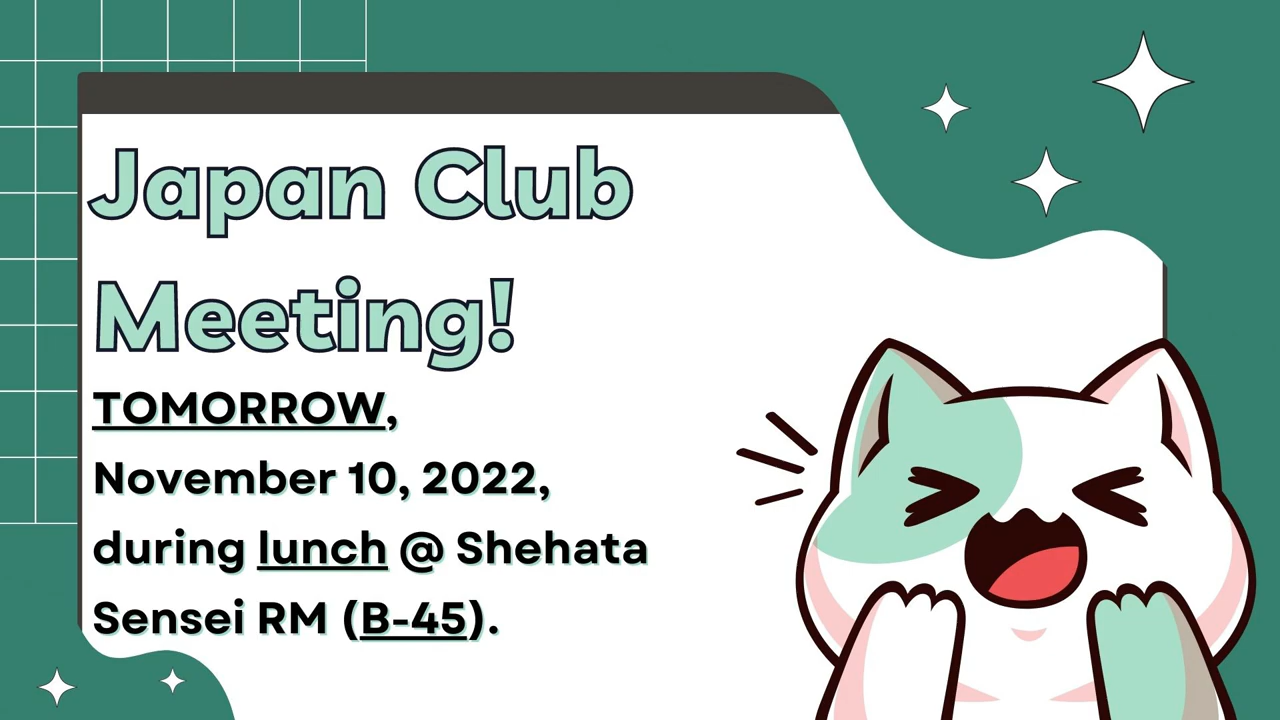 Japan Club
Meeting!
TOMORROW,
November 10, 2022,
during lunch @ Shehata
Sensei RM (B-45).